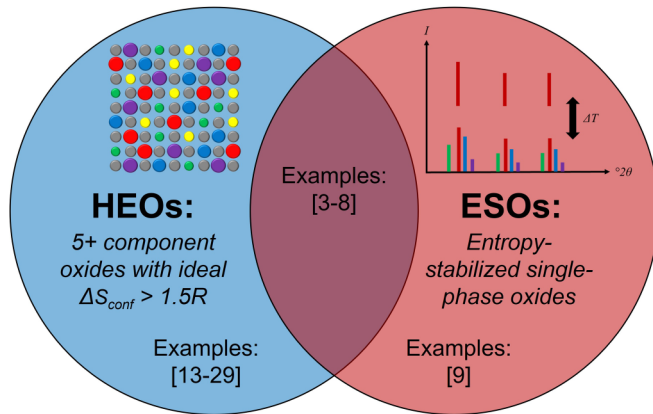 I
ΔT
°2θ
Examples:
[3-8]
HEOs:
5+ component
oxides with ideal
ΔS_conf > 1.5R
Examples:
[13-29]
ESOs:
Entropy-
stabilized single-
phase oxides
Examples:
[9]